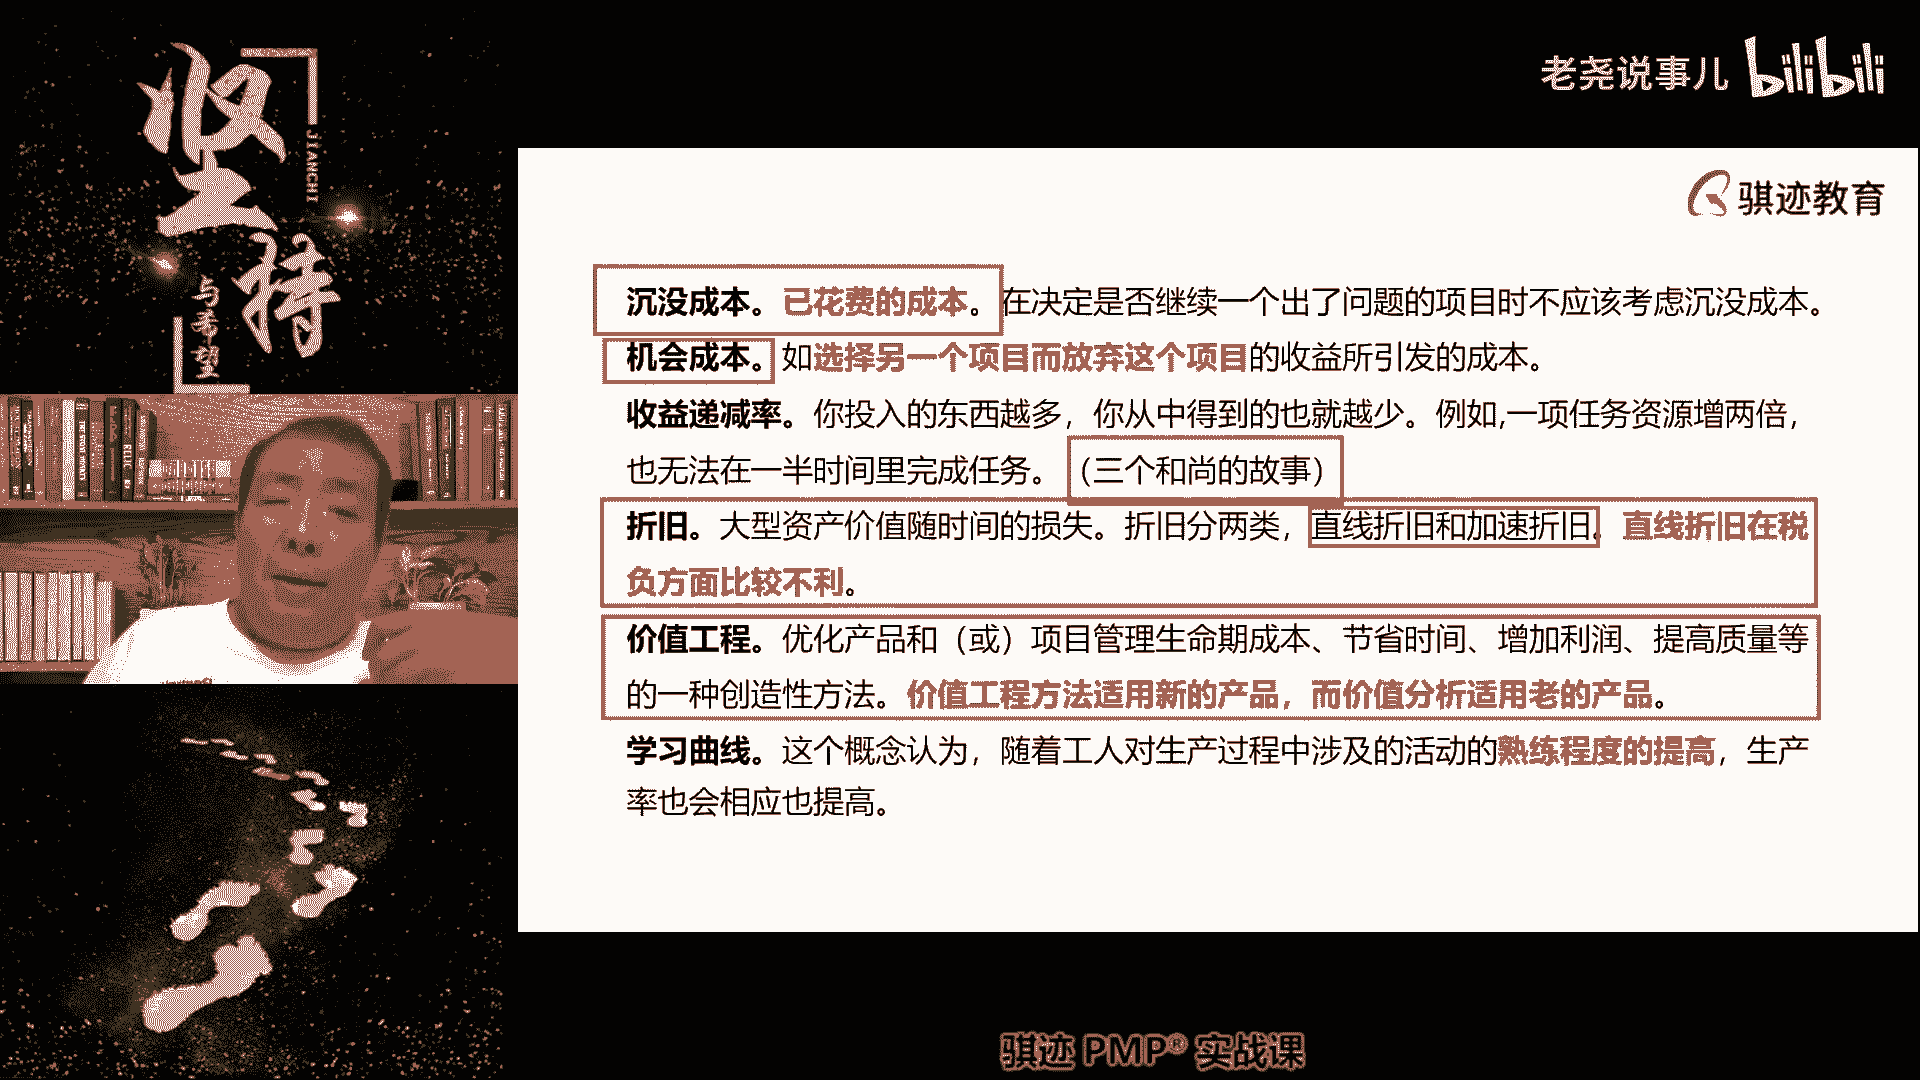 坚持
JIANCHI
与希望
老尧说事儿 bilibili
骐迹教育
沉没成本。已花费的成本。在决定是否继续一个出了问题的项目时不应该考虑沉没成本。
机会成本。如选择另一个项目而放弃这个项目的收益所引发的成本。
收益递减率。你投入的东西越多，你从中得到的也就越少。例如,一项任务资源增两倍，
也无法在一半时间里完成任务。（三个和尚的故事）
折旧。大型资产价值随时间的损失。折旧分两类，直线折旧和加速折旧。直线折旧在税
负方面比较不利。
价值工程。优化产品和（或）项目管理生命期成本、节省时间、增加利润、提高质量等
的一种创造性方法。价值工程方法适用新的产品，而价值分析适用老的产品。
学习曲线。这个概念认为，随着工人对生产过程中涉及的活动的熟练程度的提高，生产
率也会相应也提高。
骐迹 PMP® 实战课